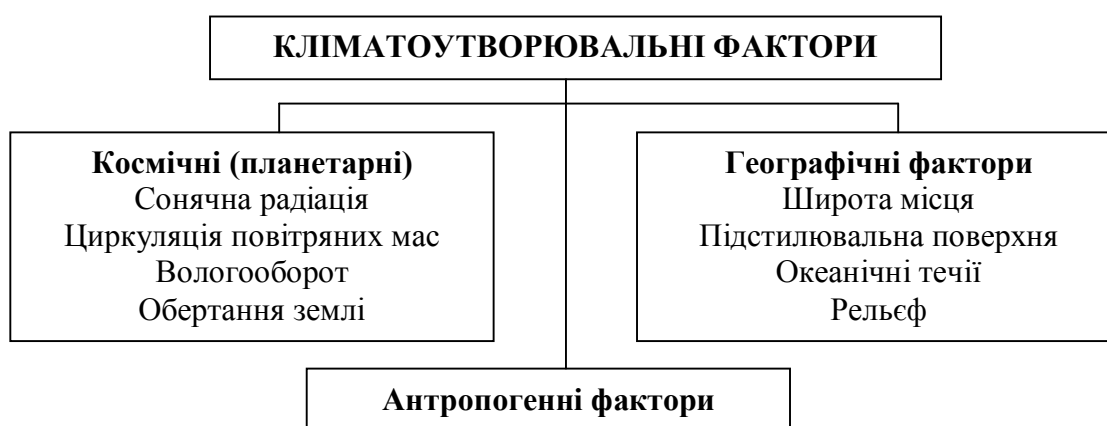 КЛІМАТОУТВОРЮВАЛЬНІ ФАКТОРИ
Космічні (планетарні)
Сонячна радіація
Циркуляція повітряних мас
Вологооборот
Обертання землі
Географічні фактори
Широта місця
Підстилювальна поверхня
Океанічні течії
Рельєф
Антропогенні фактори